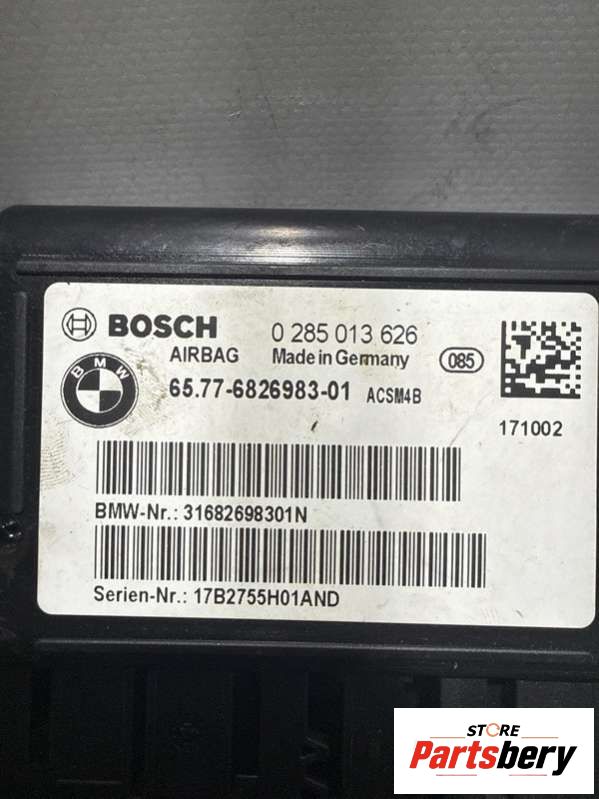 BOSCH 0 285 013 626
AIRBAG Made in Germany 085
BMW
65.77-6826983-01 ACSM4B
171002
BMW-Nr.: 31682698301N
Serien-Nr.: 17B2755H01AND
STORE
Partsbery